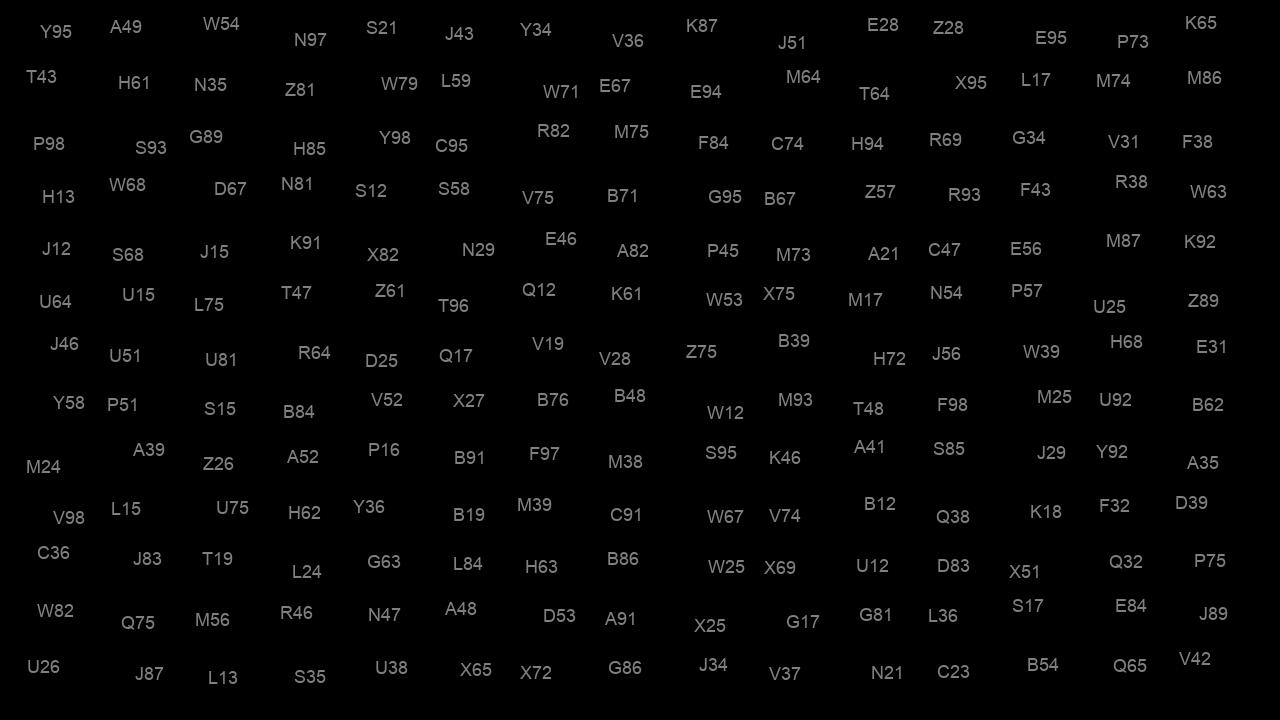 Y95 A49 W54 N97 S21 J43 Y34 V36 K87 J51 E28 Z28 E95 P73 K65
T43 H61 N35 Z81 W79 L59 W71 E67 E94 M64 T64 X95 L17 M74 M86
P98 S93 G89 H85 Y98 C95 R82 M75 F84 C74 H94 R69 G34 V31 F38
H13 W68 D67 N81 S12 S58 V75 B71 G95 B67 Z57 R93 F43 R38 W63
J12 S68 J15 K91 X82 N29 E46 A82 P45 M73 A21 C47 E56 M87 K92
U64 U15 L75 T47 Z61 T96 Q12 K61 W53 X75 M17 N54 P57 U25 Z89
J46 U51 U81 R64 D25 Q17 V19 V28 Z75 B39 H72 J56 W39 H68 E31
Y58 P51 S15 B84 V52 X27 B76 B48 W12 M93 T48 F98 M25 U92 B62
M24 A39 Z26 A52 P16 B91 F97 M38 S95 K46 A41 S85 J29 Y92 A35
V98 L15 U75 H62 Y36 B19 M39 C91 W67 V74 B12 Q38 K18 F32 D39
C36 J83 T19 L24 G63 L84 H63 B86 W25 X69 U12 D83 X51 Q32 P75
W82 Q75 M56 R46 N47 A48 D53 A91 X25 G17 G81 L36 S17 E84 J89
U26 J87 L13 S35 U38 X65 X72 G86 J34 V37 N21 C23 B54 Q65 V42